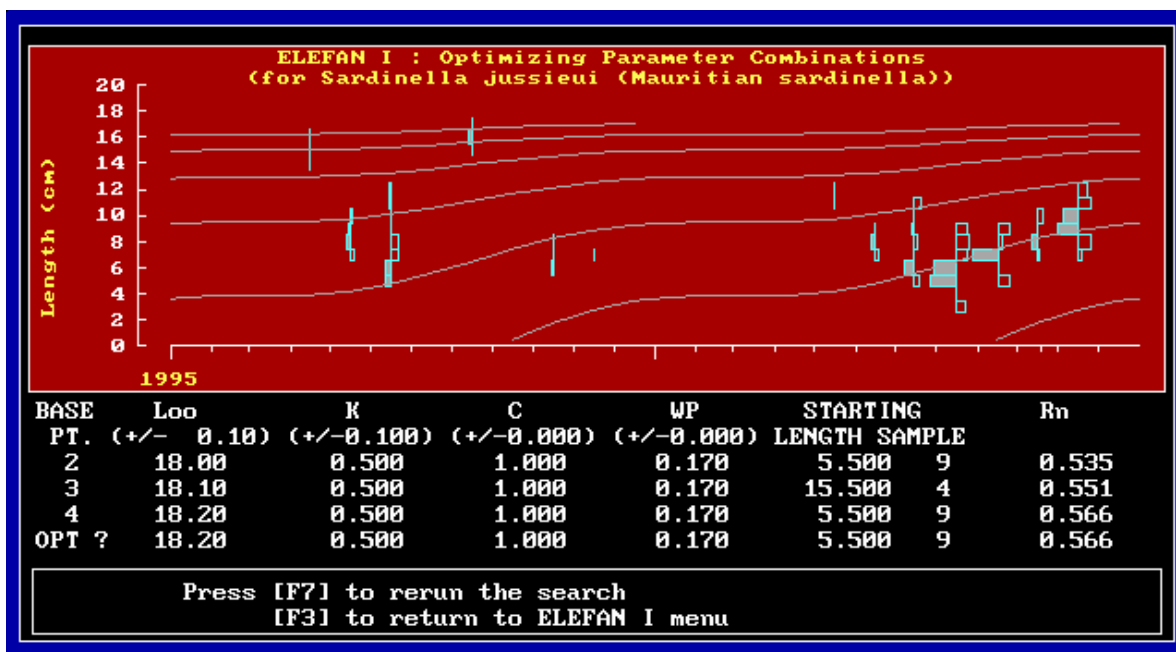 ELEFAN I : Optimizing Parameter Combinations
(for Sardinella jussieui (Mauritian sardinella))
20
18
16
14
12
10
8
6
4
2
0
Length (cm)
1995
BASE Loo K C WP STARTING Rn
PT. (+/- 0.10) (+/-0.100) (+/-0.000) (+/-0.000) LENGTH SAMPLE
2 18.00 0.500 1.000 0.170 5.500 9 0.535
3 18.10 0.500 1.000 0.170 15.500 4 0.551
4 18.20 0.500 1.000 0.170 5.500 9 0.566
OPT ? 18.20 0.500 1.000 0.170 5.500 9 0.566
Press [F7] to rerun the search
[F3] to return to ELEFAN I menu